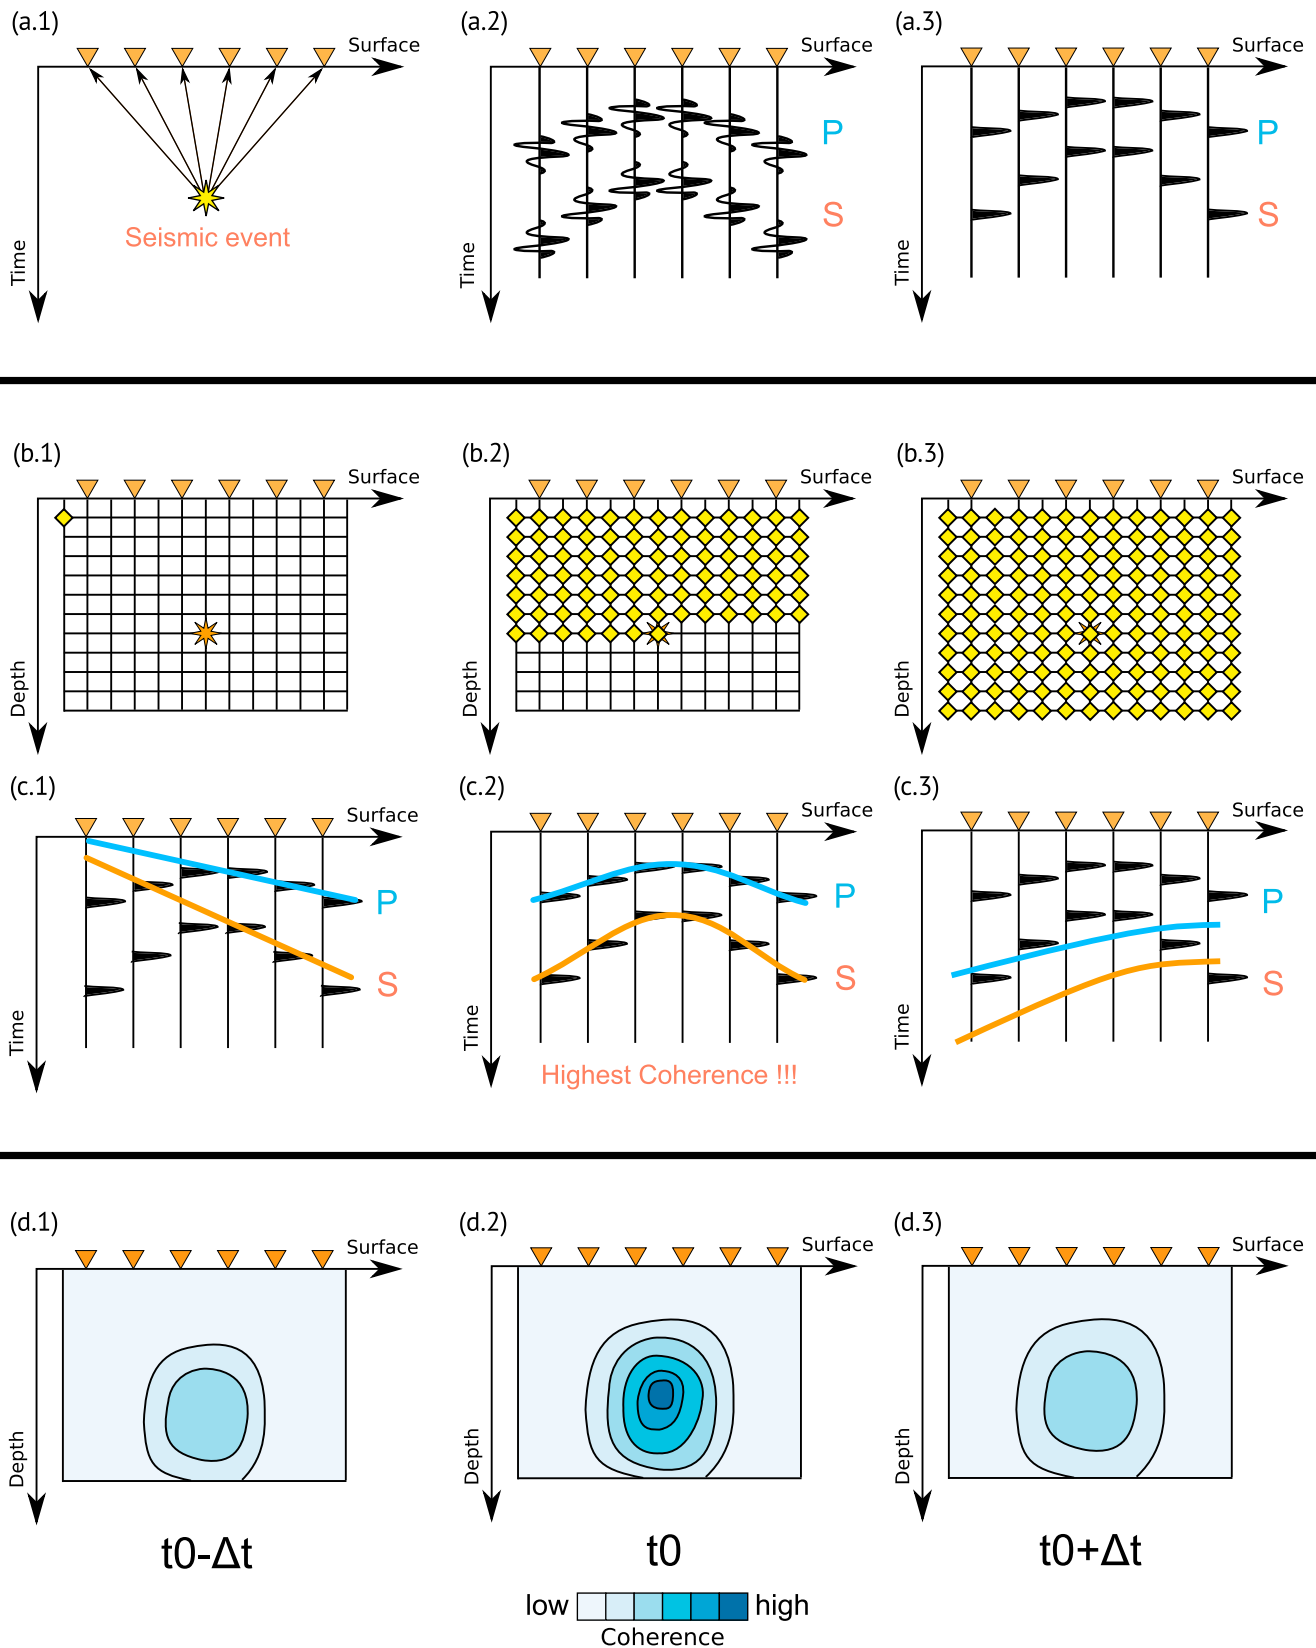 (a.1)
Surface
Seismic event
Time
(a.2)
Surface
P
S
Time
(a.3)
Surface
P
S
Time
(b.1)
Surface
Depth
(b.2)
Surface
Depth
(b.3)
Surface
Depth
(c.1)
Surface
P
S
Time
(c.2)
Surface
P
S
Time
Highest Coherence !!!
(c.3)
Surface
P
S
Time
(d.1)
Surface
Depth
t0-Δt
(d.2)
Surface
Depth
t0
(d.3)
Surface
Depth
t0+Δt
low high
Coherence